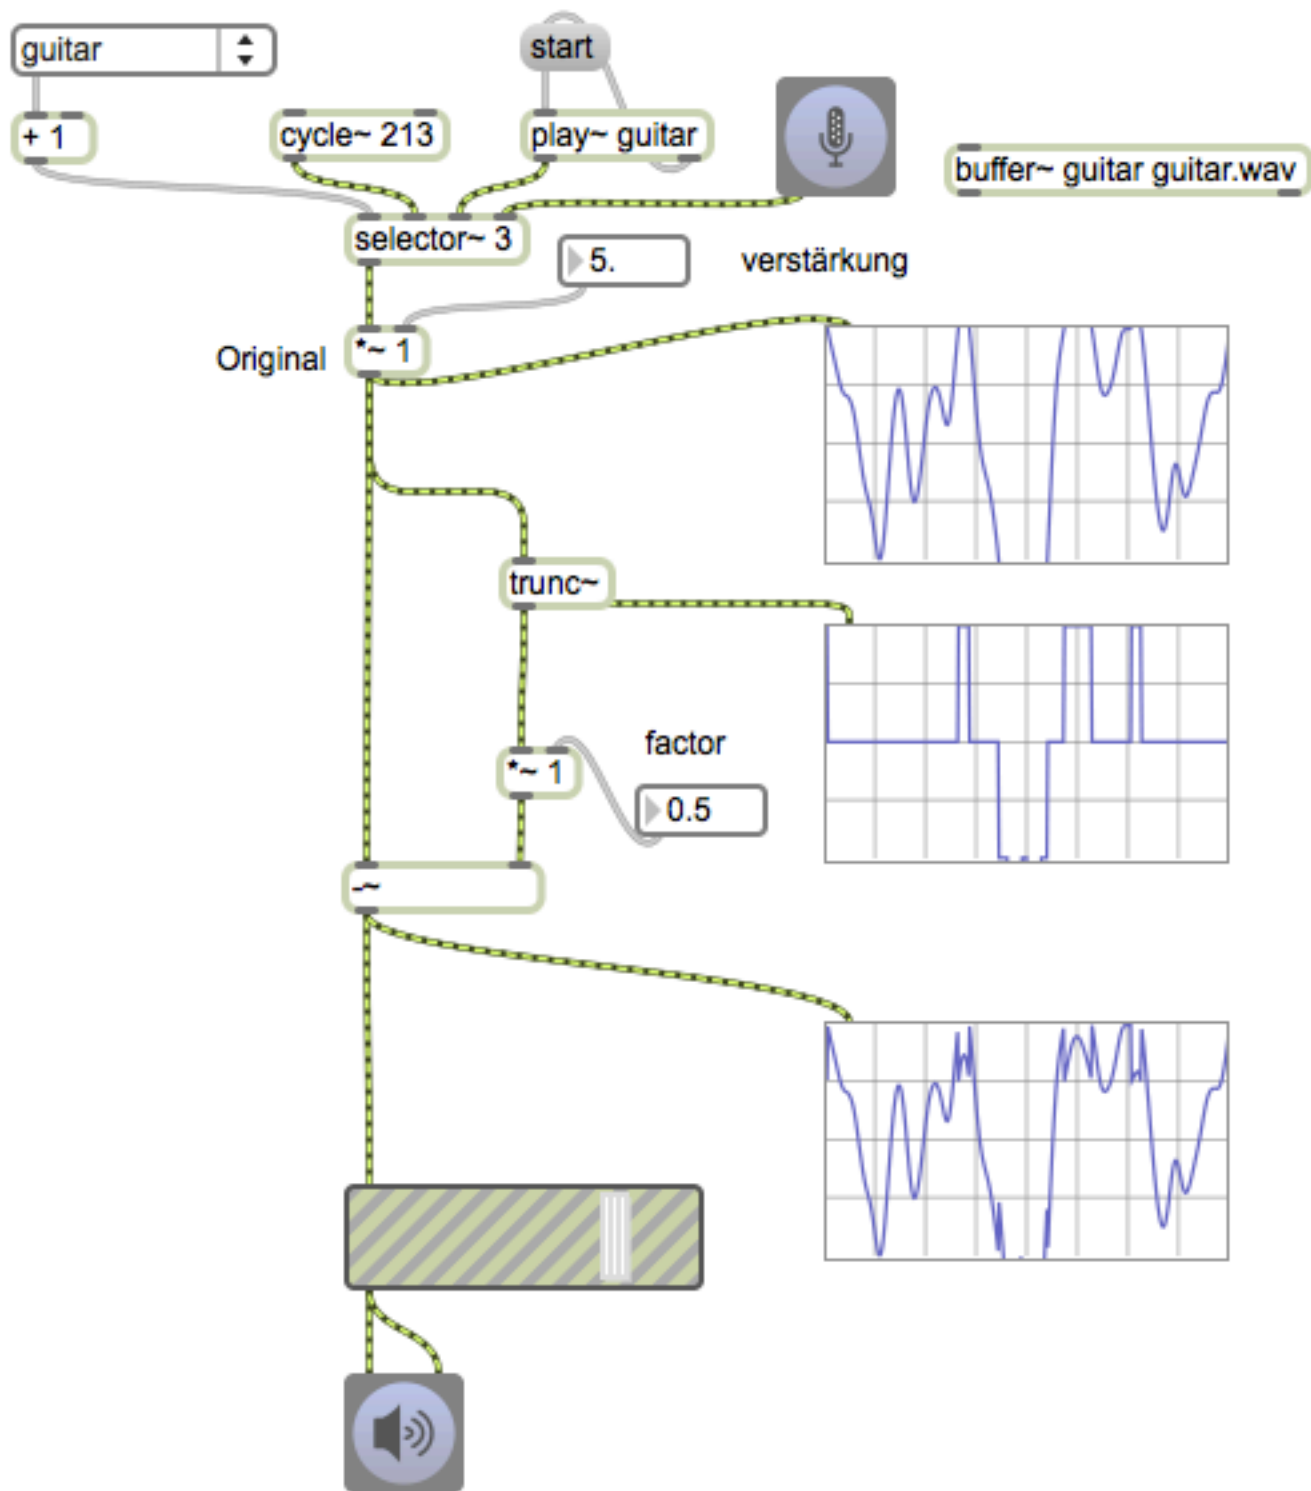 guitar
start
+ 1
cycle~ 213
play~ guitar
buffer~ guitar guitar.wav
selector~ 3
5.
verstärkung
Original
*~ 1
trunc~
factor
*~ 1
0.5
-~